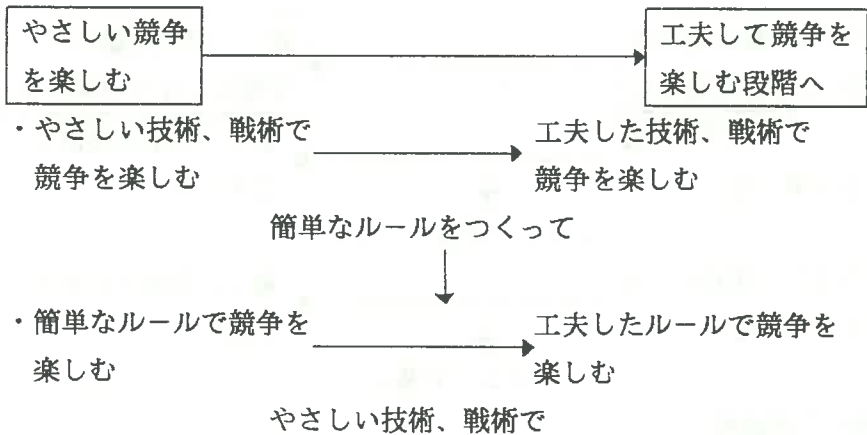 やさしい競争
を楽しむ
工夫して競争を
楽しむ段階へ
・やさしい技術、戦術で
競争を楽しむ
工夫した技術、戦術で
競争を楽しむ
簡単なルールをつくって
・簡単なルールで競争を
楽しむ
工夫したルールで競争を
楽しむ
やさしい技術、戦術で